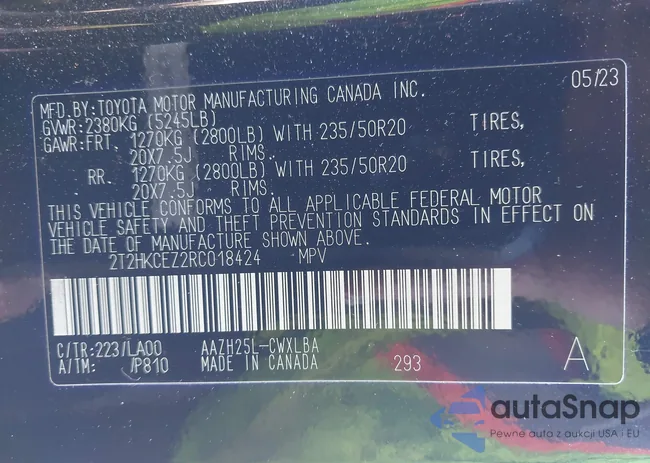 MFD.BY:TOYOTA MOTOR MANUFACTURING CANADA INC. 05/23
GVWR:2380KG (5245LB)
GAWR:FRT. 1270KG (2800LB) WITH 235/50R20 TIRES,
20X7.5J RIMS.
RR. 1270KG (2800LB) WITH 235/50R20 TIRES,
20X7.5J RIMS.
THIS VEHICLE CONFORMS TO ALL APPLICABLE FEDERAL MOTOR
VEHICLE SAFETY AND THEFT PREVENTION STANDARDS IN EFFECT ON
THE DATE OF MANUFACTURE SHOWN ABOVE.
2T2HKCEZ2RC018424 MPV
C/TR:223/LA00 AAZH25L-CWXLBA
A/TM: /P810 MADE IN CANADA 293 A
autaSnap
Pewne auta z aukcji USA i EU